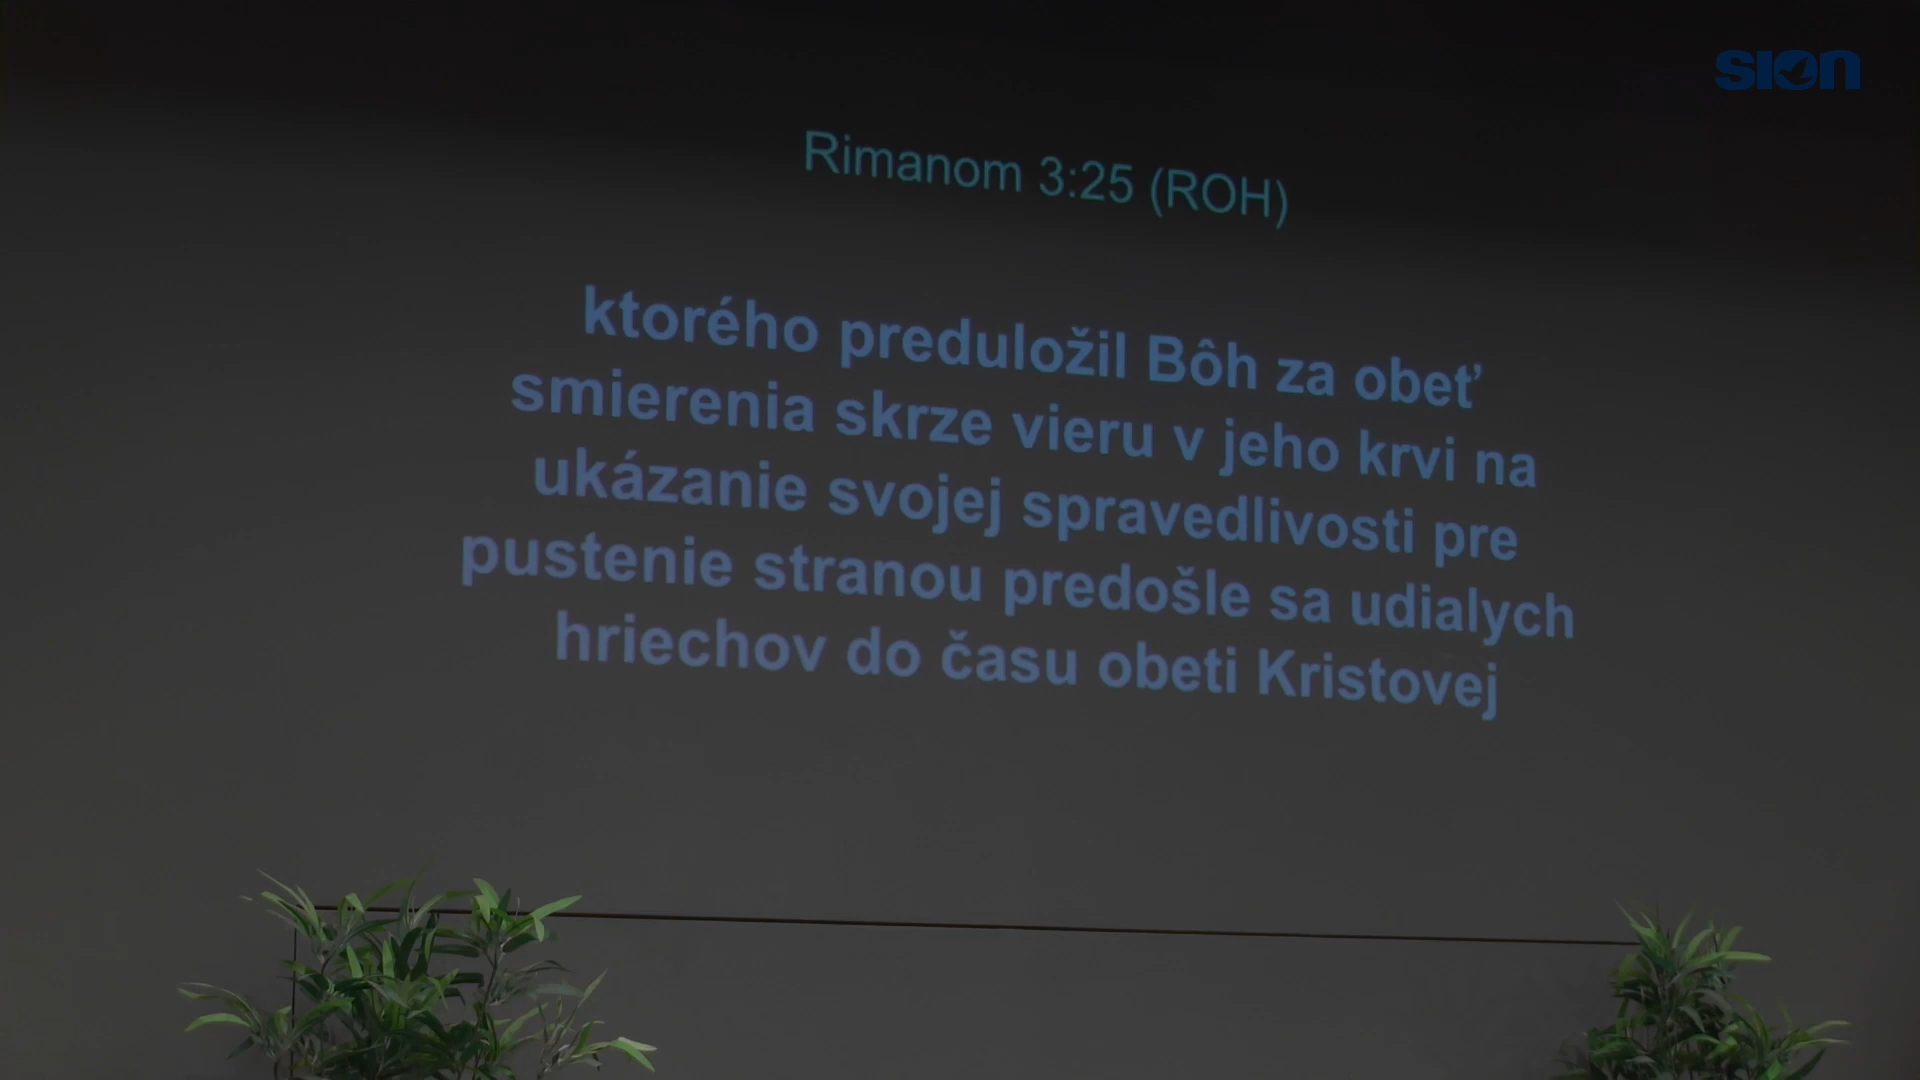 sion
Rimanom 3:25 (ROH)
ktorého preduložil Bôh za obeť
smierenia skrze vieru v jeho krvi na
ukázanie svojej spravedlivosti pre
pustenie stranou predošle sa udialych
hriechov do času obeti Kristovej